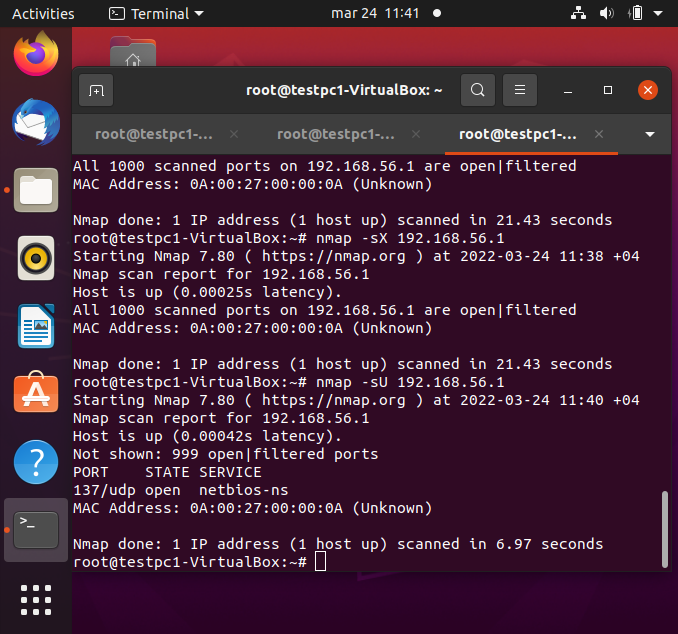 Activities
Terminal
mar 24 11:41
root@testpc1-VirtualBox: ~
root@testpc1-...
root@testpc1-...
root@testpc1-...
All 1000 scanned ports on 192.168.56.1 are open|filtered
MAC Address: 0A:00:27:00:00:0A (Unknown)
Nmap done: 1 IP address (1 host up) scanned in 21.43 seconds
root@testpc1-VirtualBox:~# nmap -sX 192.168.56.1
Starting Nmap 7.80 ( https://nmap.org ) at 2022-03-24 11:38 +04
Nmap scan report for 192.168.56.1
Host is up (0.00025s latency).
All 1000 scanned ports on 192.168.56.1 are open|filtered
MAC Address: 0A:00:27:00:00:0A (Unknown)
Nmap done: 1 IP address (1 host up) scanned in 21.43 seconds
root@testpc1-VirtualBox:~# nmap -sU 192.168.56.1
Starting Nmap 7.80 ( https://nmap.org ) at 2022-03-24 11:40 +04
Nmap scan report for 192.168.56.1
Host is up (0.00042s latency).
Not shown: 999 open|filtered ports
PORT    STATE SERVICE
137/udp open  netbios-ns
MAC Address: 0A:00:27:00:00:0A (Unknown)
Nmap done: 1 IP address (1 host up) scanned in 6.97 seconds
root@testpc1-VirtualBox:~#